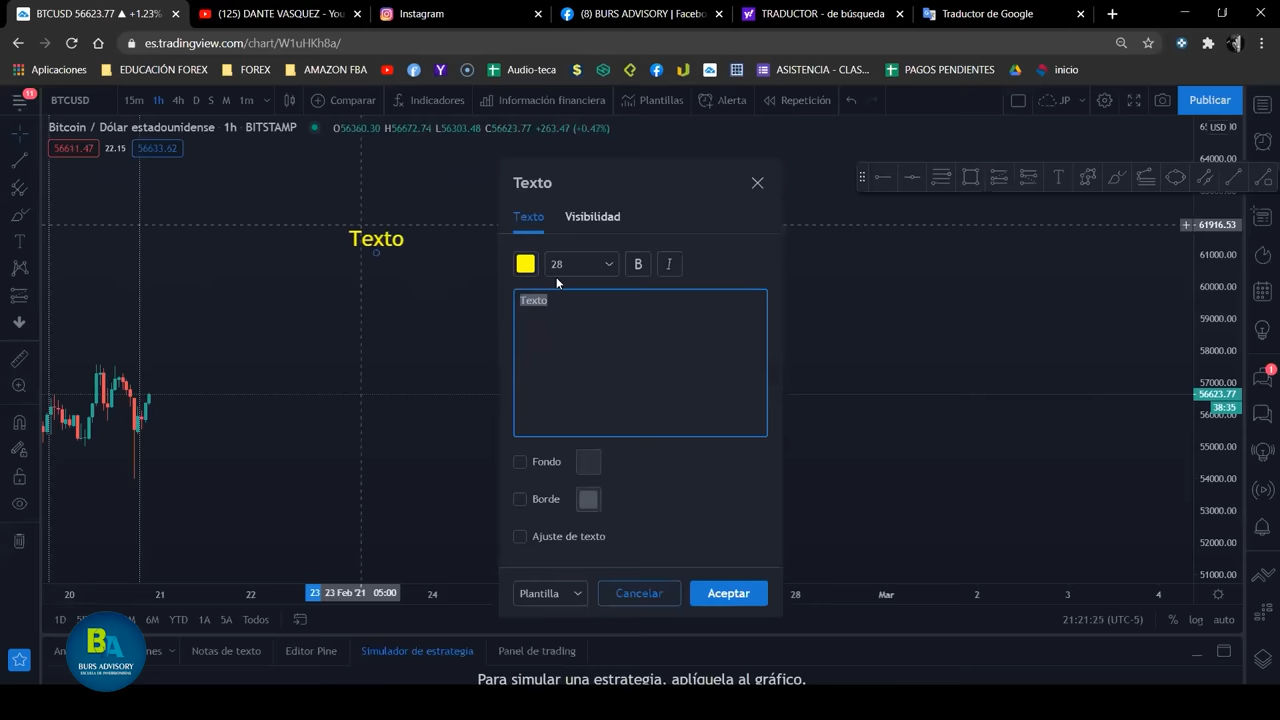 BTCUSD 56623.77 ▲ +1.23%
(125) DANTE VASQUEZ - You
Instagram
(8) BURS ADVISORY | Facebo
TRADUCTOR - de búsqueda
Traductor de Google
es.tradingview.com/chart/W1uHKh8a/
Aplicaciones
EDUCACIÓN FOREX
FOREX
AMAZON FBA
Audio-teca
ASISTENCIA - CLAS...
PAGOS PENDIENTES
inicio
11
BTCUSD
15m 1h 4h D S M 1m
Comparar
Indicadores
Información financiera
Plantillas
Alerta
Repetición
JP
Publicar
Bitcoin / Dólar estadounidense · 1h · BITSTAMP
O56360.30 H56672.74 L56303.48 C56623.77 +263.47 (+0.47%)
USD
56611.47 22.15 56633.62
64000.00
61916.53
61000.00
60000.00
59000.00
58000.00
57000.00
56623.77
38:35
55000.00
54000.00
53000.00
52000.00
51000.00
1
Texto
Texto
Texto Visibilidad
28 B I
Texto
Fondo
Borde
Ajuste de texto
Plantilla Cancelar Aceptar
20 21 22 23 23 Feb '21 05:00 24 28 Mar 2 3 4
1D 6M YTD 1A 5A Todos
21:21:25 (UTC-5) % log auto
Notas de texto Editor Pine Simulador de estrategia Panel de trading
BA
BURS ADVISORY
ESCUELA DE INVERSIONISTAS
Para simular una estrategia, aplíquela al gráfico.